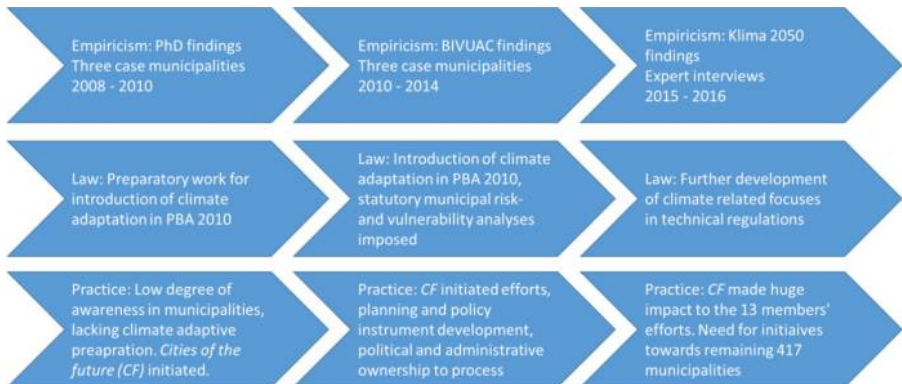 Empiricism: PhD findings
Three case municipalities
2008 - 2010
Empiricism: BIVUAC findings
Three case municipalities
2010 - 2014
Empiricism: Klima 2050
findings
Expert interviews
2015 - 2016
Law: Preparatory work for
introduction of climate
adaptation in PBA 2010
Law: Introduction of climate
adaptation in PBA 2010,
statutory municipal risk-
and vulnerability analyses
imposed
Law: Further development
of climate related focuses
in technical regulations
Practice: Low degree of
awareness in municipalities,
lacking climate adaptive
preapration. Cities of the
future (CF) initiated.
Practice: CF initiated efforts,
planning and policy
instrument development,
political and administrative
ownership to process
Practice: CF made huge
impact to the 13 members'
efforts. Need for initiaives
towards remaining 417
municipalities